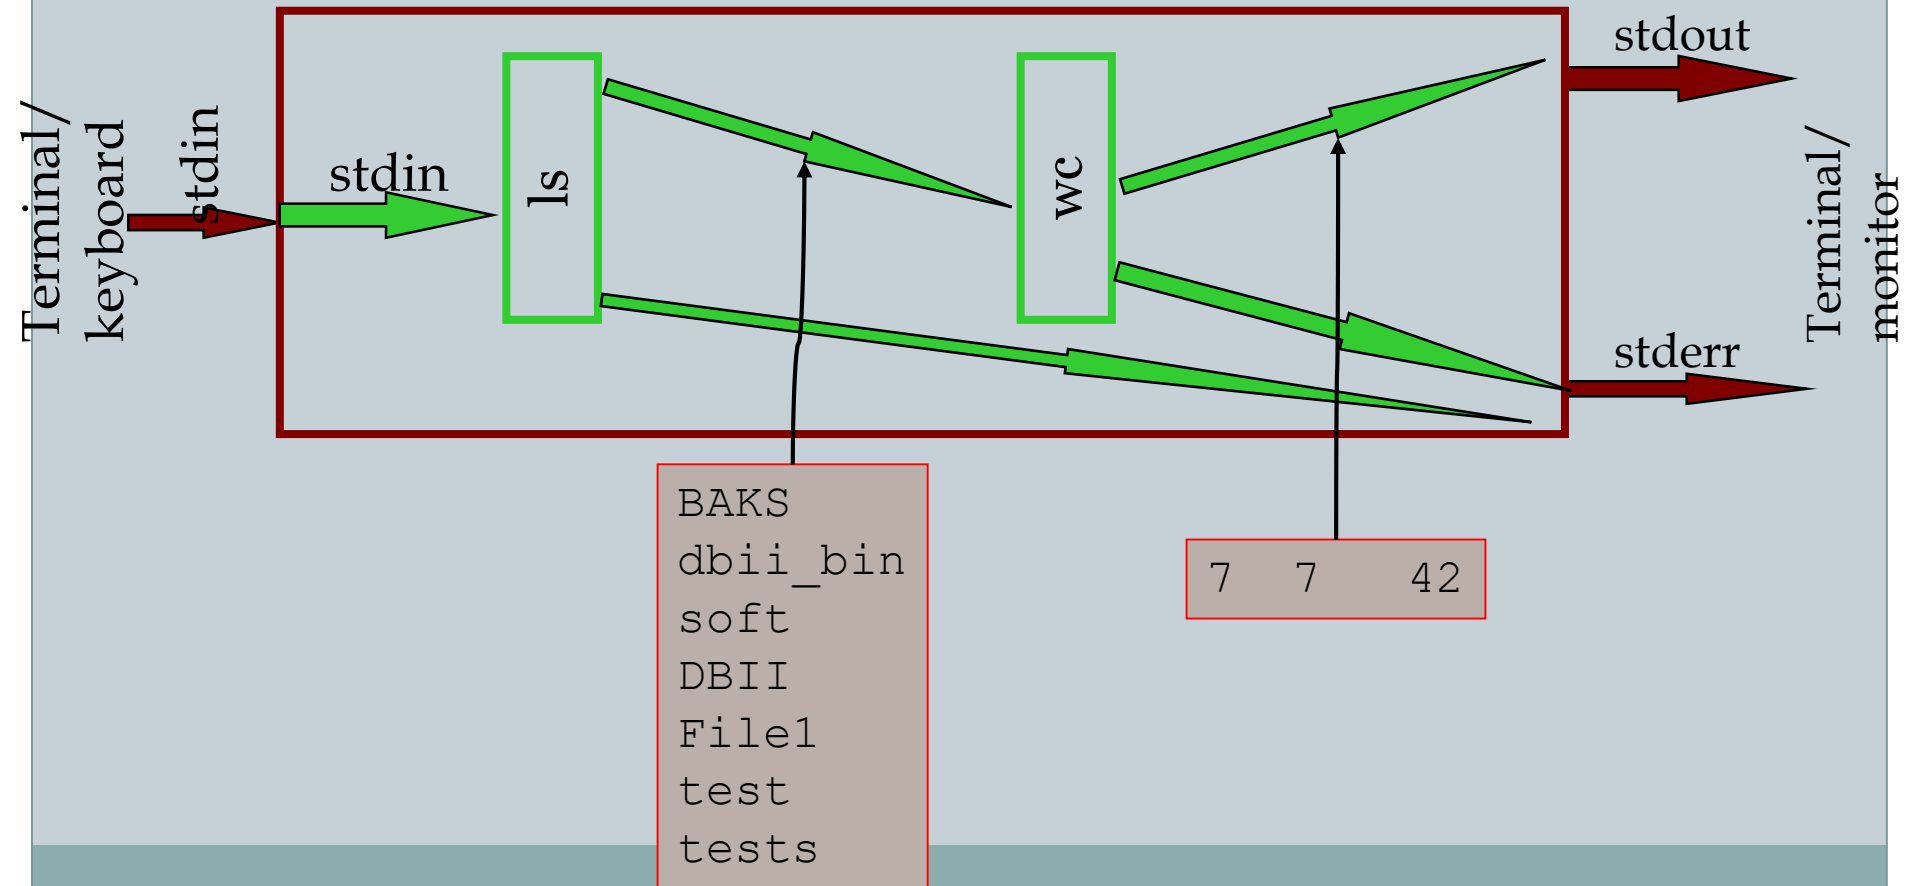 Terminal/
keyboard
stdin
stdin
ls
wc
stdout
stderr
Terminal/
monitor
BAKS
dbii_bin
soft
DBII
File1
test
tests
7 7 42